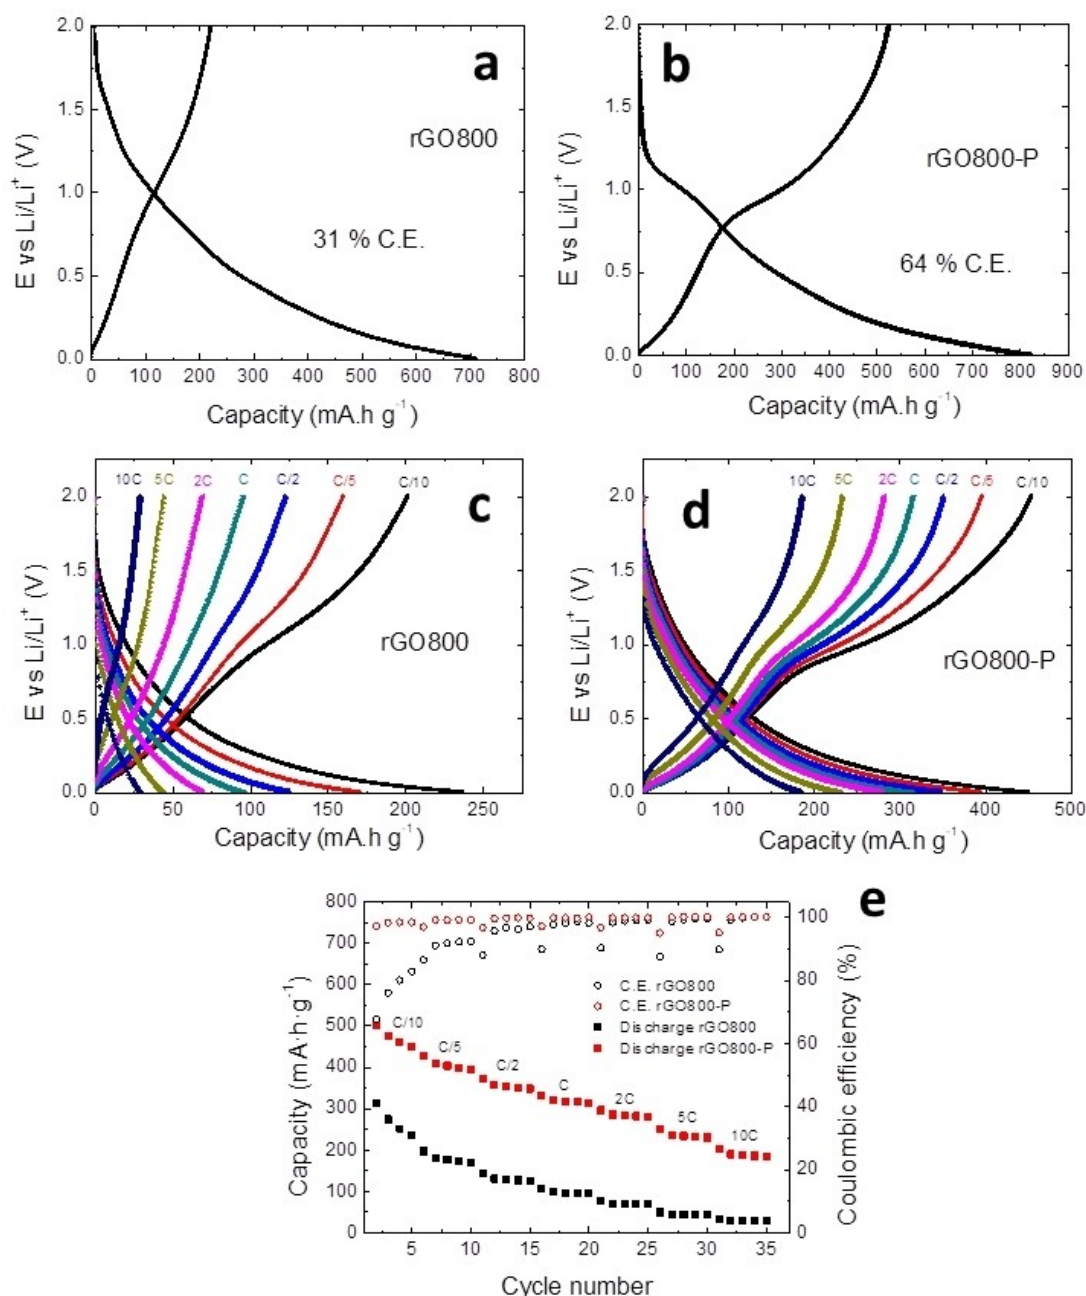 a
rGO800
31 % C.E.
E vs Li/Li⁺ (V)
2.0
1.5
1.0
0.5
0.0
0 100 200 300 400 500 600 700 800
Capacity (mA.h g⁻¹)
b
rGO800-P
64 % C.E.
E vs Li/Li⁺ (V)
2.0
1.5
1.0
0.5
0.0
0 100 200 300 400 500 600 700 800 900
Capacity (mA.h g⁻¹)
10C 5C 2C C C/2 C/5 C/10
c
rGO800
E vs Li/Li⁺ (V)
2.0
1.5
1.0
0.5
0.0
0 50 100 150 200 250
Capacity (mA.h g⁻¹)
10C 5C 2C C C/2 C/5 C/10
d
rGO800-P
E vs Li/Li⁺ (V)
2.0
1.5
1.0
0.5
0.0
0 100 200 300 400 500
Capacity (mA.h g⁻¹)
e
Capacity (mA·h·g⁻¹)
800
750
700
650
600
550
500
450
400
350
300
250
200
150
100
50
0
C.E. rGO800
C.E. rGO800-P
Discharge rGO800
Discharge rGO800-P
C/10
C/5
C/2
C
2C
5C
10C
100
80
60
40
20
0
Coulombic efficiency (%)
5 10 15 20 25 30 35
Cycle number